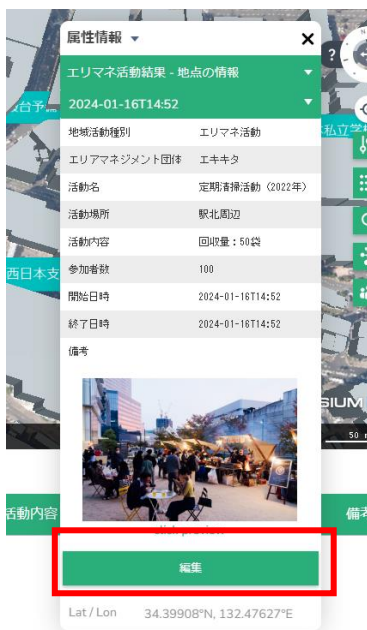 属性情報
?
エリマネ活動結果 - 地点の情報
2024-01-16T14:52
台予
私立学
地域活動種別 エリマネ活動
エリアマネジメント団体 エキキタ
活動名 定期清掃活動（2022年）
活動場所 駅北周辺
活動内容 回収量：50袋
西日本支
参加者数 100
開始日時 2024-01-16T14:52
終了日時 2024-01-16T14:52
備考
SIUM
50
活動内容
備考
編集
Lat / Lon 34.39908°N, 132.47627°E